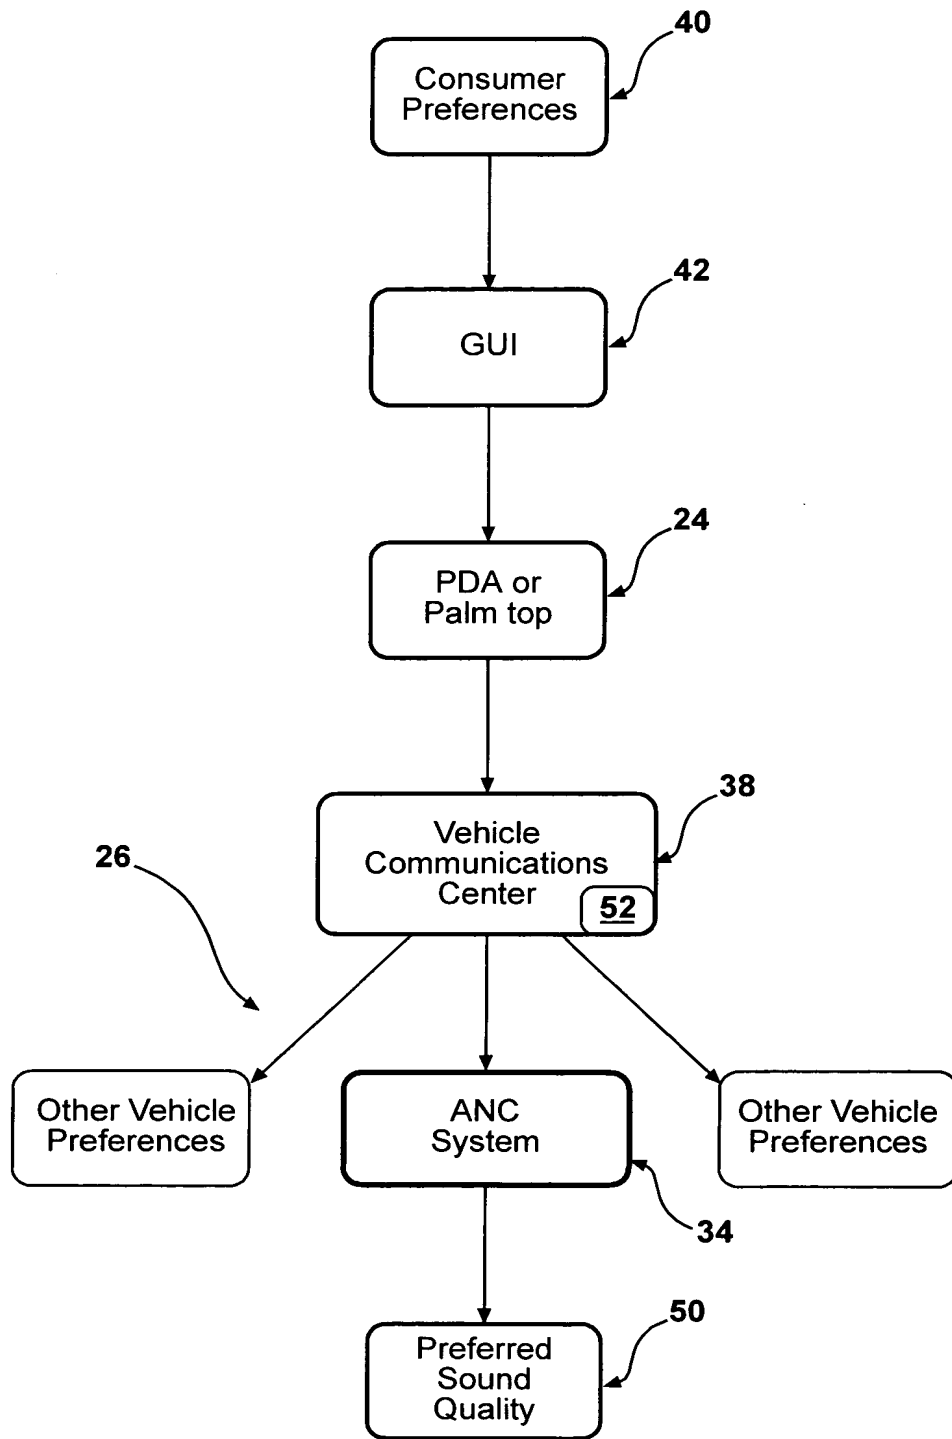 40
Consumer
Preferences
42
GUI
24
PDA or
Palm top
38
Vehicle
Communications
Center
52
26
Other Vehicle
Preferences
ANC
System
Other Vehicle
Preferences
34
50
Preferred
Sound
Quality